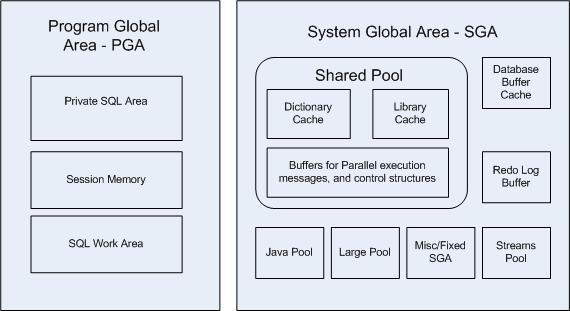 Program Global
Area - PGA
Private SQL Area
Session Memory
SQL Work Area
System Global Area - SGA
Shared Pool
Dictionary
Cache
Library
Cache
Buffers for Parallel execution
messages, and control structures
Database
Buffer
Cache
Redo Log
Buffer
Java Pool
Large Pool
Misc/Fixed
SGA
Streams
Pool